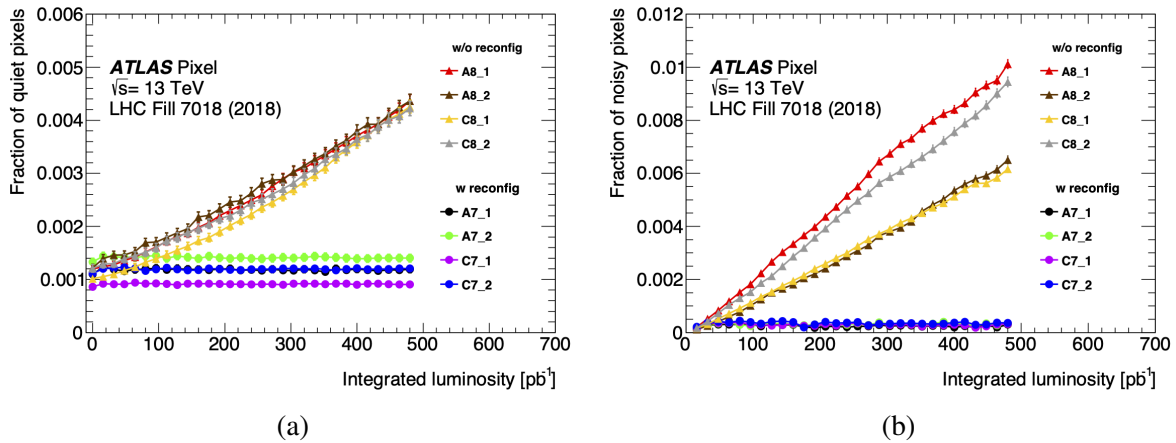 Fraction of quiet pixels
0.006
0.005
0.004
0.003
0.002
0.001
0
ATLAS Pixel
√s= 13 TeV
LHC Fill 7018 (2018)
w/o reconfig
A8_1
A8_2
C8_1
C8_2
w reconfig
A7_1
A7_2
C7_1
C7_2
0 100 200 300 400 500 600 700
Integrated luminosity [pb⁻¹]
(a)
Fraction of noisy pixels
0.012
0.01
0.008
0.006
0.004
0.002
0
ATLAS Pixel
√s= 13 TeV
LHC Fill 7018 (2018)
w/o reconfig
A8_1
A8_2
C8_1
C8_2
w reconfig
A7_1
A7_2
C7_1
C7_2
0 100 200 300 400 500 600 700
Integrated luminosity [pb⁻¹]
(b)